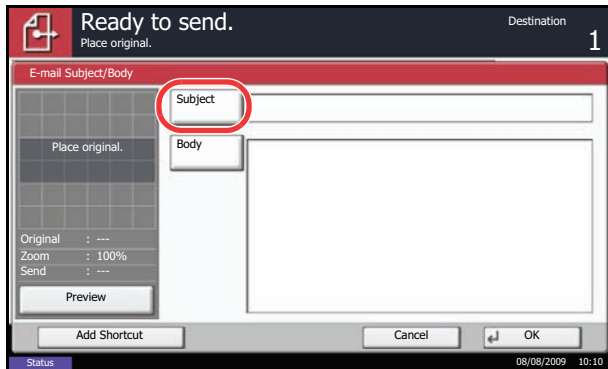 Ready to send.
Destination
Place original.
1
E-mail Subject/Body
Subject
Place original.
Body
Original : ---
Zoom : 100%
Send : ---
Preview
Add Shortcut
Cancel
OK
Status
08/08/2009 10:10